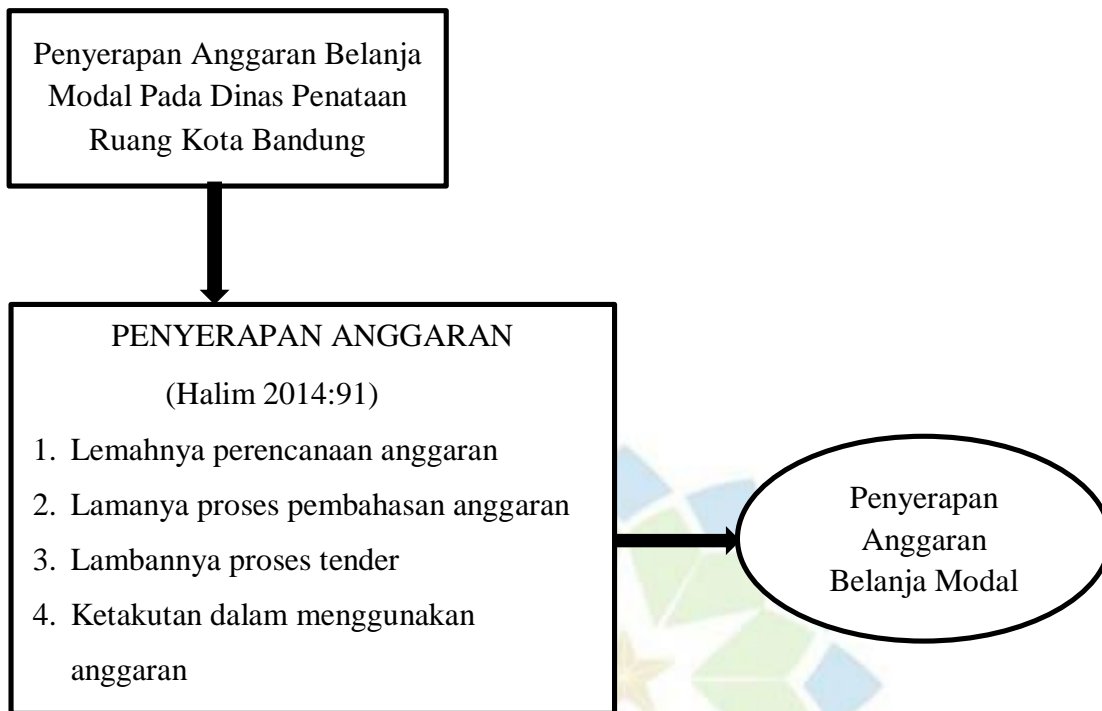 Penyerapan Anggaran Belanja
Modal Pada Dinas Penataan
Ruang Kota Bandung
PENYERAPAN ANGGARAN
(Halim 2014:91)
1. Lemahnya perencanaan anggaran
2. Lamanya proses pembahasan anggaran
3. Lambannya proses tender
4. Ketakutan dalam menggunakan
anggaran
Penyerapan
Anggaran
Belanja Modal